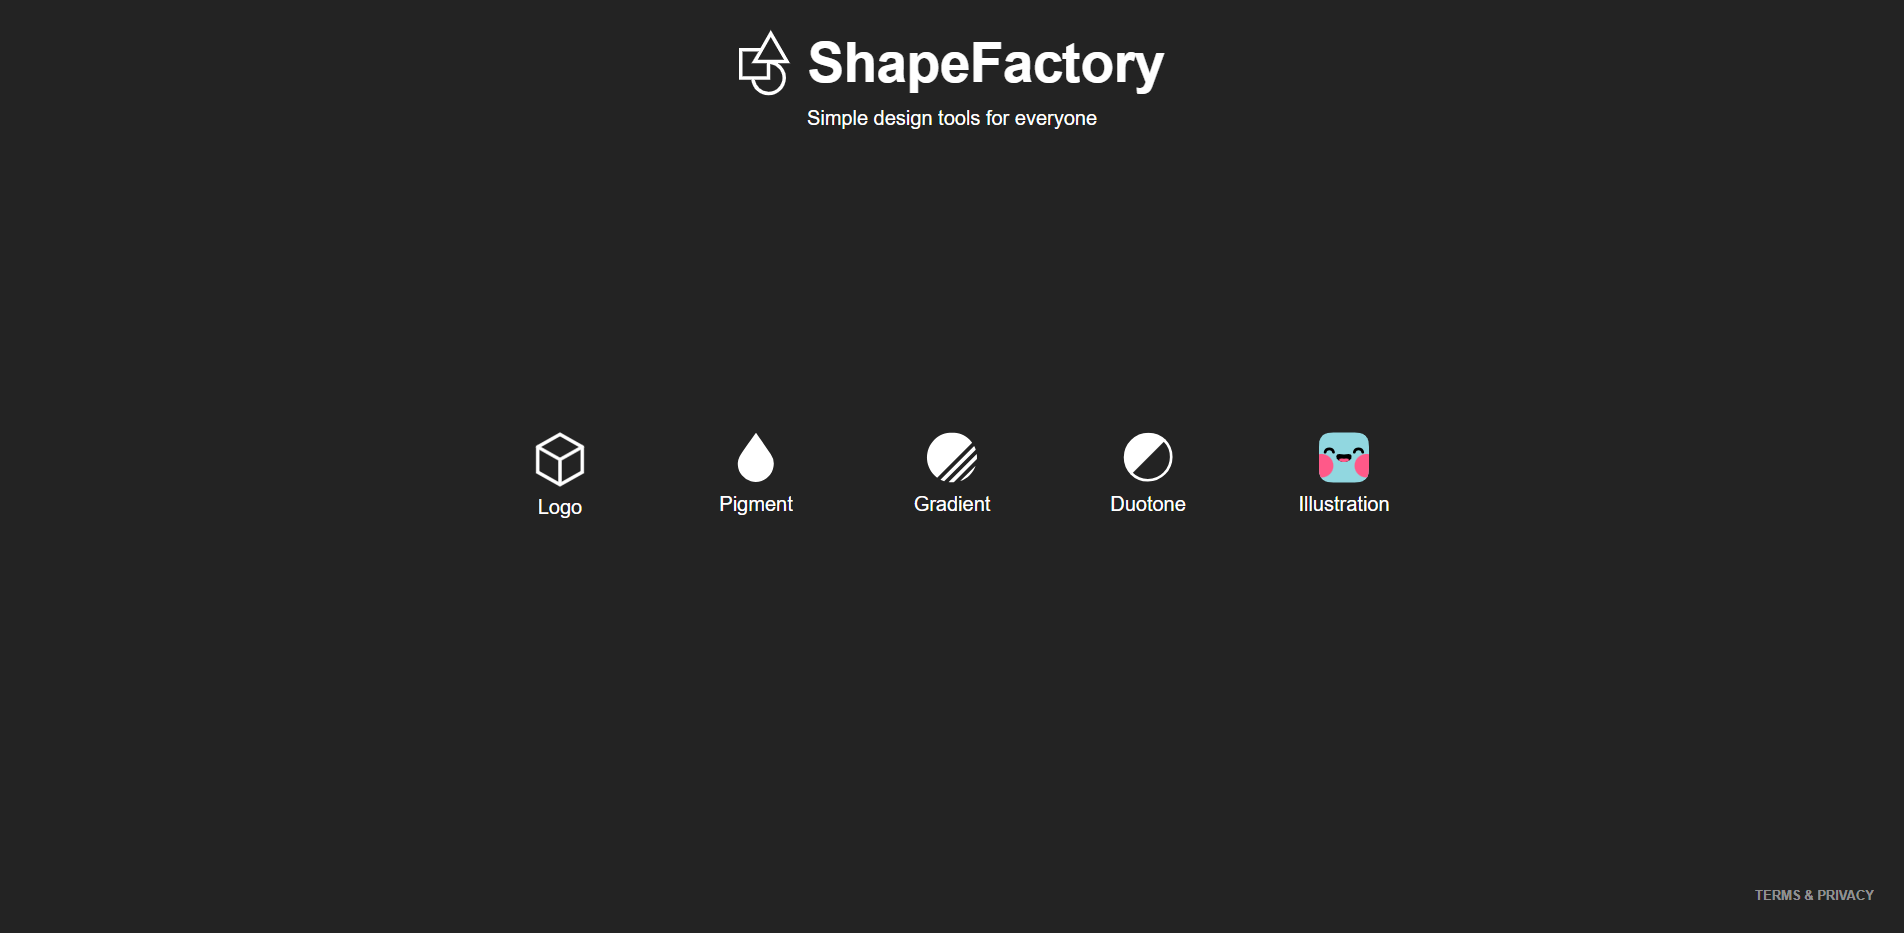 ShapeFactory
Simple design tools for everyone
Logo
Pigment
Gradient
Duotone
Illustration
TERMS & PRIVACY